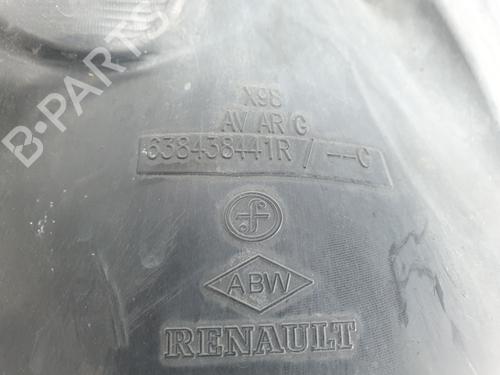 X98
AV AR/G
638438441R / --C
f
ABW
RENAULT
B-PARTS